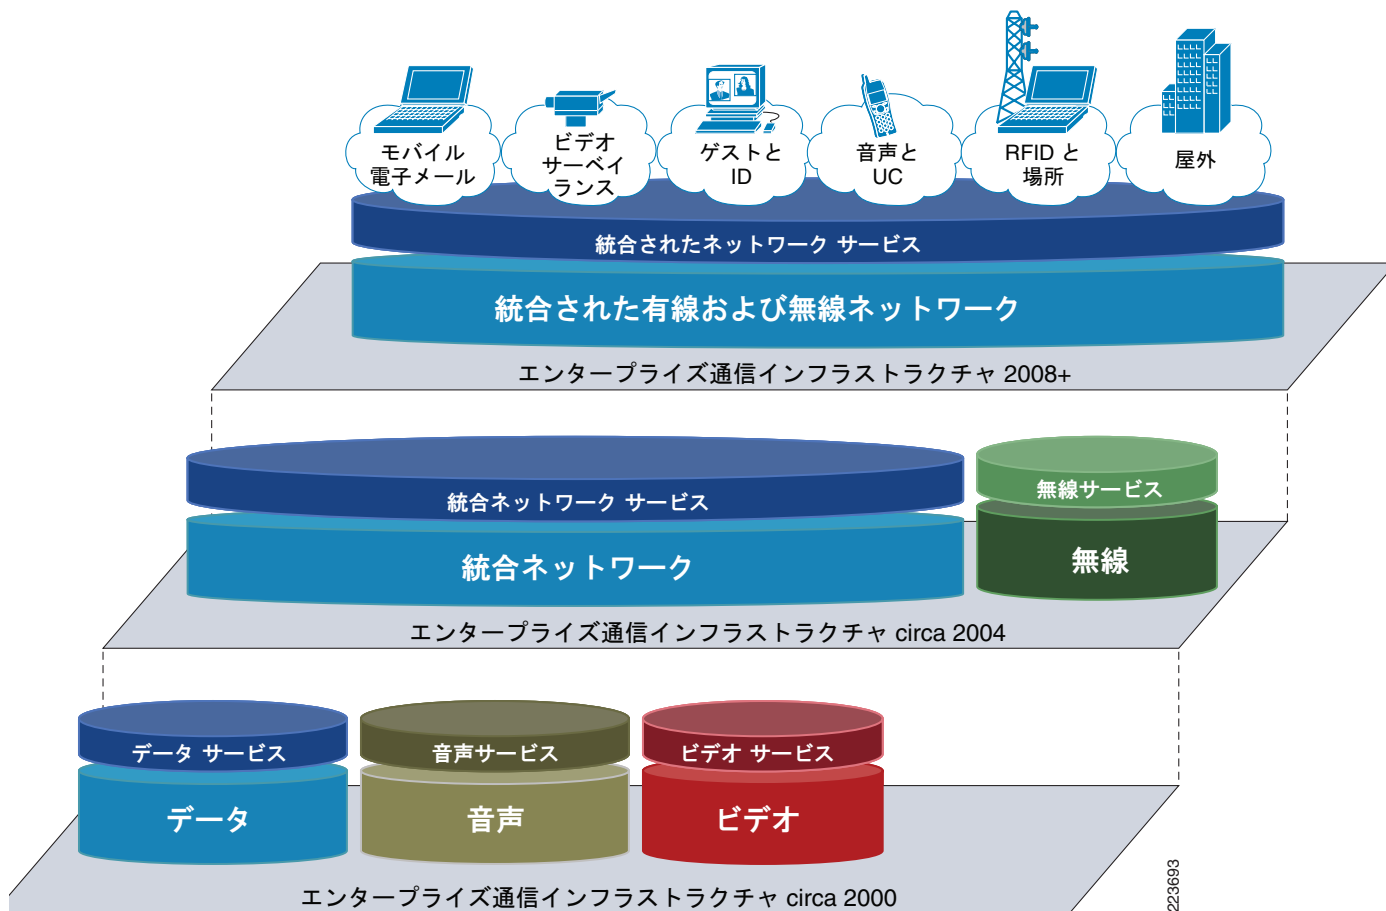 モバイル
電子メール
ビデオ
サーベイ
ランス
ゲストと
ID
音声と
UC
RFID と
場所
屋外
統合されたネットワーク サービス
統合された有線および無線ネットワーク
エンタープライズ通信インフラストラクチャ 2008+
統合ネットワーク サービス
無線サービス
統合ネットワーク
無線
エンタープライズ通信インフラストラクチャ circa 2004
データ サービス
音声サービス
ビデオ サービス
データ
音声
ビデオ
エンタープライズ通信インフラストラクチャ circa 2000
223693